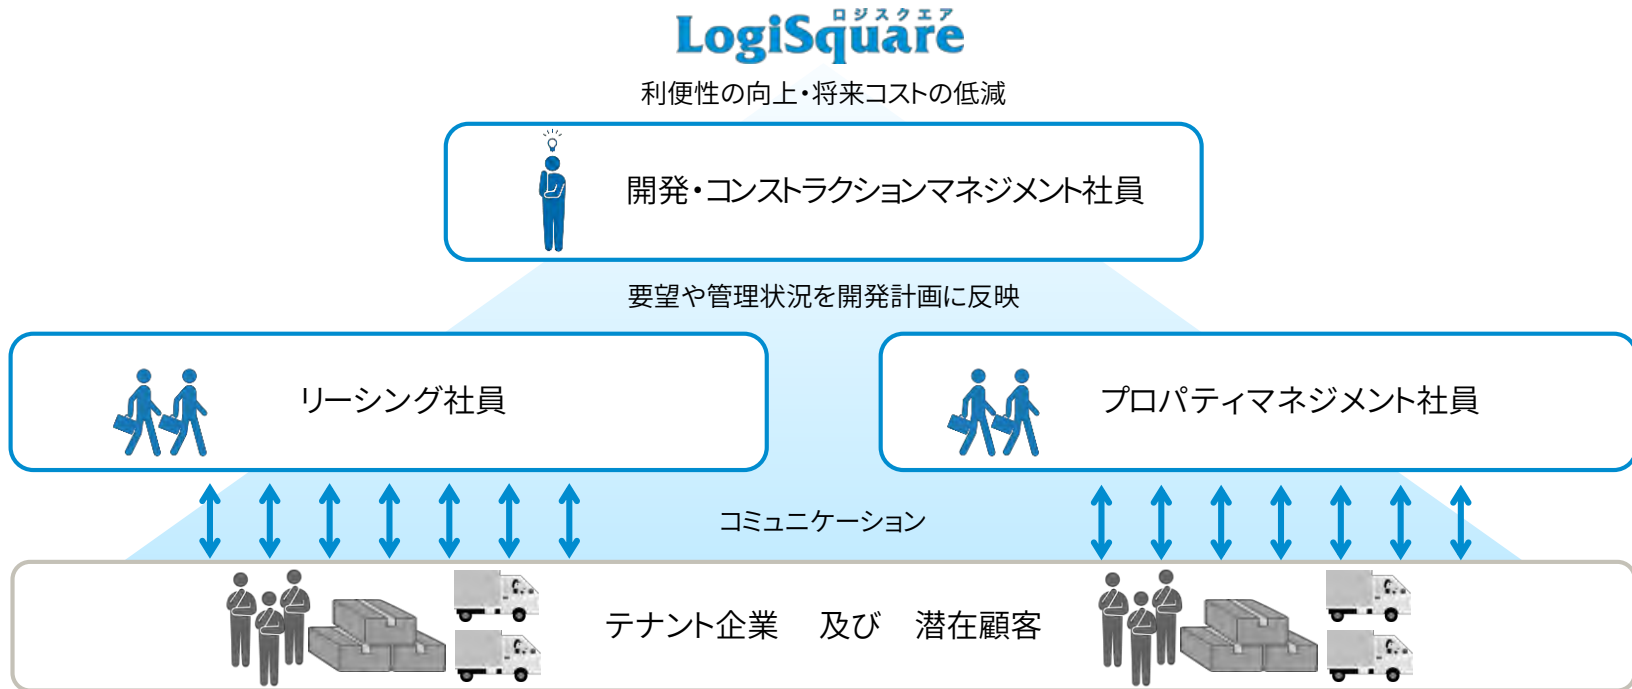 ロジスクエア
LogiSquare
利便性の向上・将来コストの低減
開発・コンストラクションマネジメント社員
要望や管理状況を開発計画に反映
リーシング社員
プロパティマネジメント社員
コミュニケーション
テナント企業 及び 潜在顧客